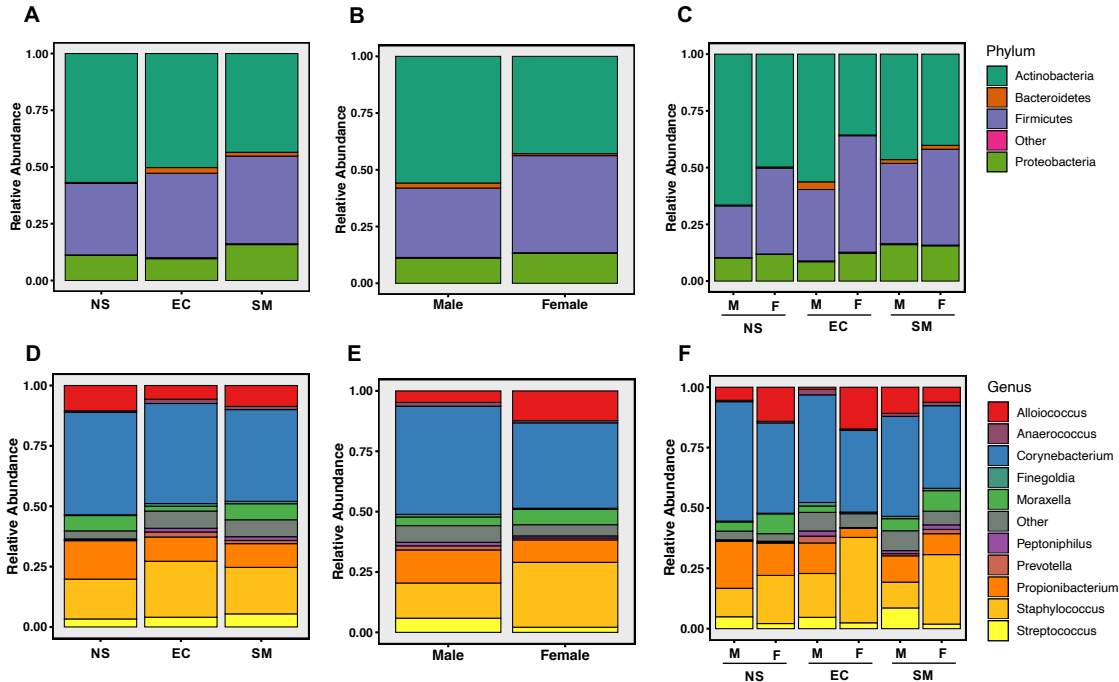 A
Relative Abundance
1.00
0.75
0.50
0.25
0.00
NS EC SM
B
Relative Abundance
1.00
0.75
0.50
0.25
0.00
Male Female
C
Relative Abundance
1.00
0.75
0.50
0.25
0.00
M F M F M F
NS EC SM
Phylum
Actinobacteria
Bacteroidetes
Firmicutes
Other
Proteobacteria
D
Relative Abundance
1.00
0.75
0.50
0.25
0.00
NS EC SM
E
Relative Abundance
1.00
0.75
0.50
0.25
0.00
Male Female
F
Relative Abundance
1.00
0.75
0.50
0.25
0.00
M F M F M F
NS EC SM
Genus
Alloiococcus
Anaerococcus
Corynebacterium
Finegoldia
Moraxella
Other
Peptoniphilus
Prevotella
Propionibacterium
Staphylococcus
Streptococcus